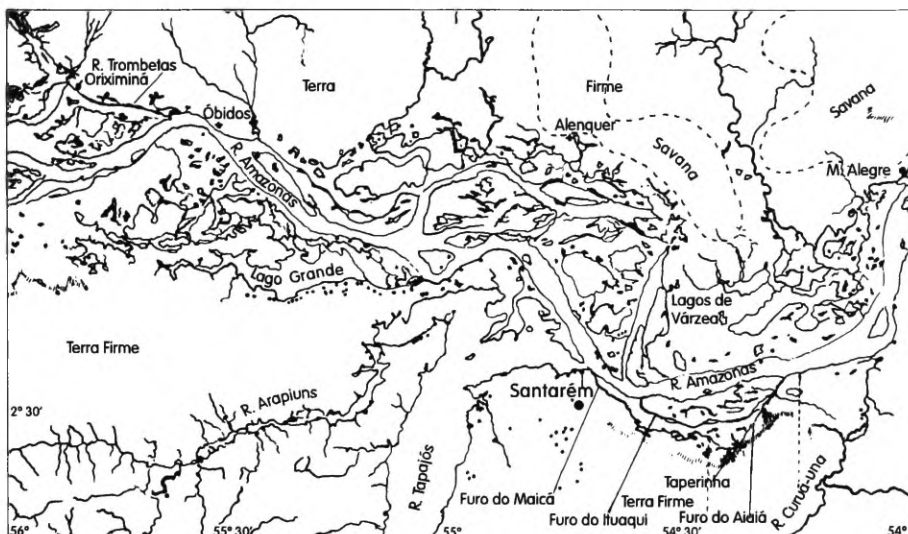 R. Trombetas
Oriximiná
Óbidos
Terra
Firme
Alenquer
Savana
Savana
M. Alegre
R. Amazonas
Lago Grande
Lagos de
Várzea
Terra Firme
R. Amazonas
Santarém
R. Arapiuns
2° 30'
R. Tapajós
Taperinha
Furo do Maicá
Terra Firme
Furo do Ituaqui
Furo do Aiaiá
R. Curuá-una
56°
55° 30'
55°
54° 30'
54°